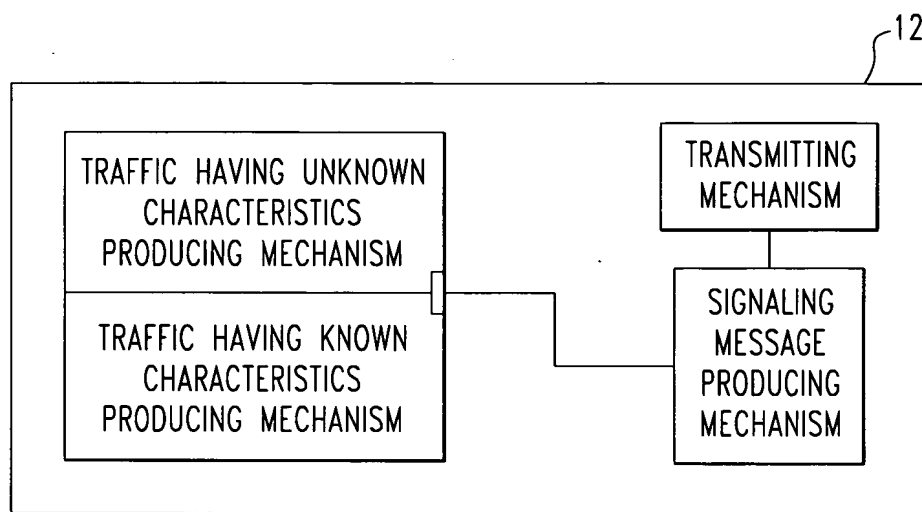 12
TRAFFIC HAVING UNKNOWN
CHARACTERISTICS
PRODUCING MECHANISM
TRAFFIC HAVING KNOWN
CHARACTERISTICS
PRODUCING MECHANISM
TRANSMITTING
MECHANISM
SIGNALING
MESSAGE
PRODUCING
MECHANISM